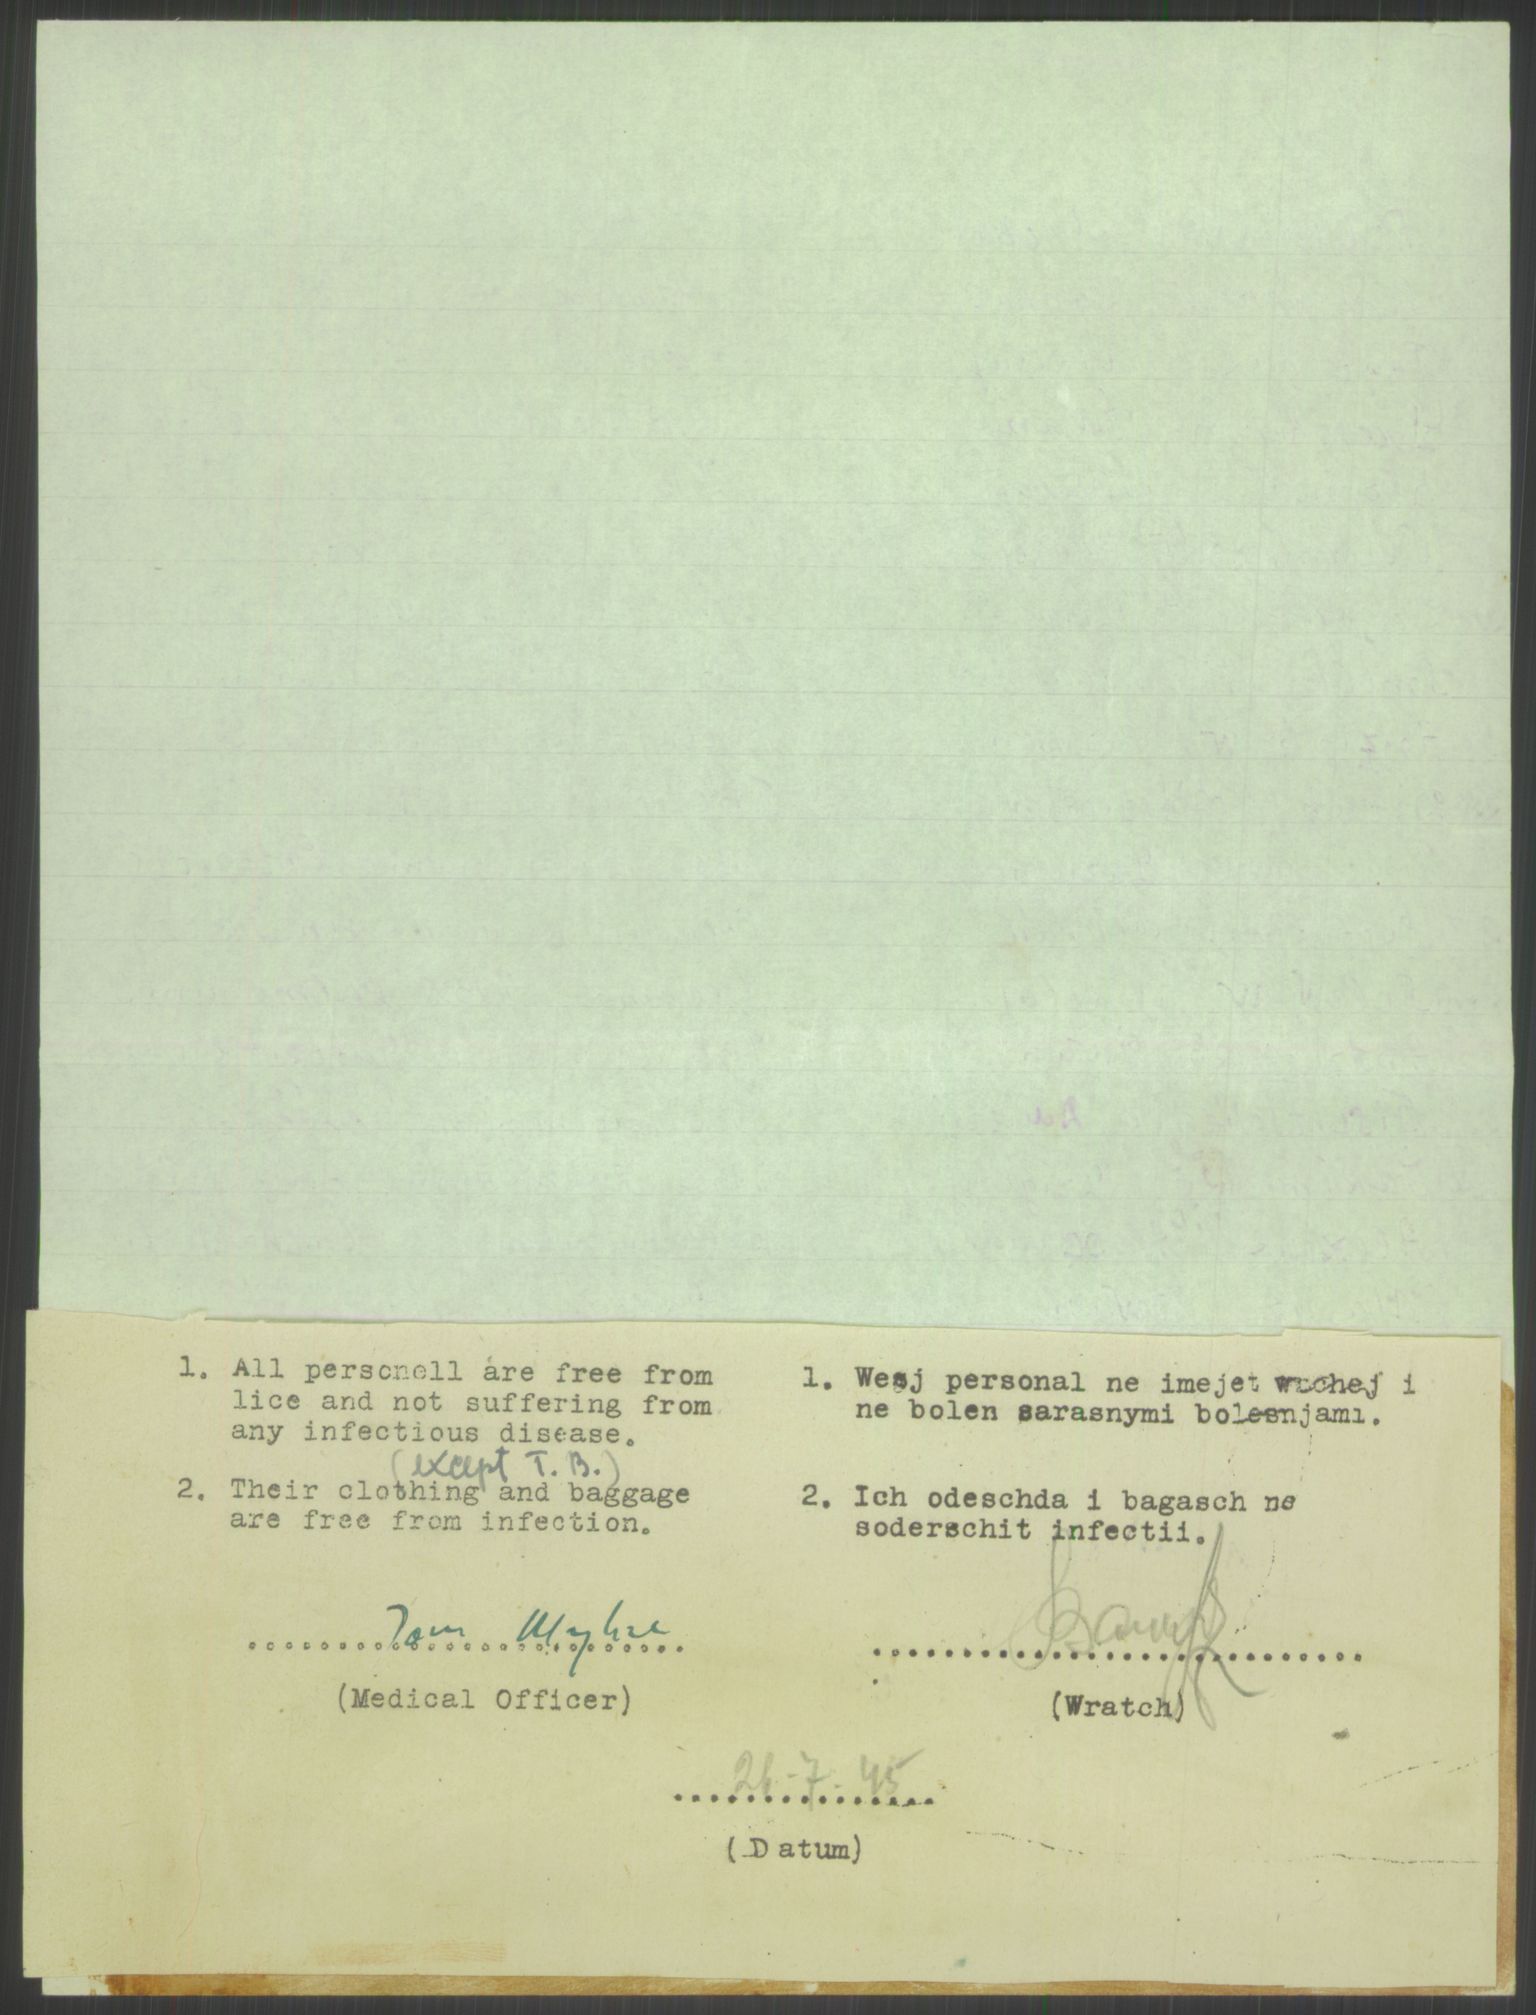 1. All personell are free from
lice and not suffering from
any infectious disease.
(except T. B.)
2. Their clothing and baggage
are free from infection.
Tom
(Medical Officer)
1. Wesj personal ne imejet wschej i
ne bolen sarasnymi bolesnjami.
2. Ich odeschda i bagasch ne
soderschit infectii.
(Wratch)
26-7-45
(Datum)